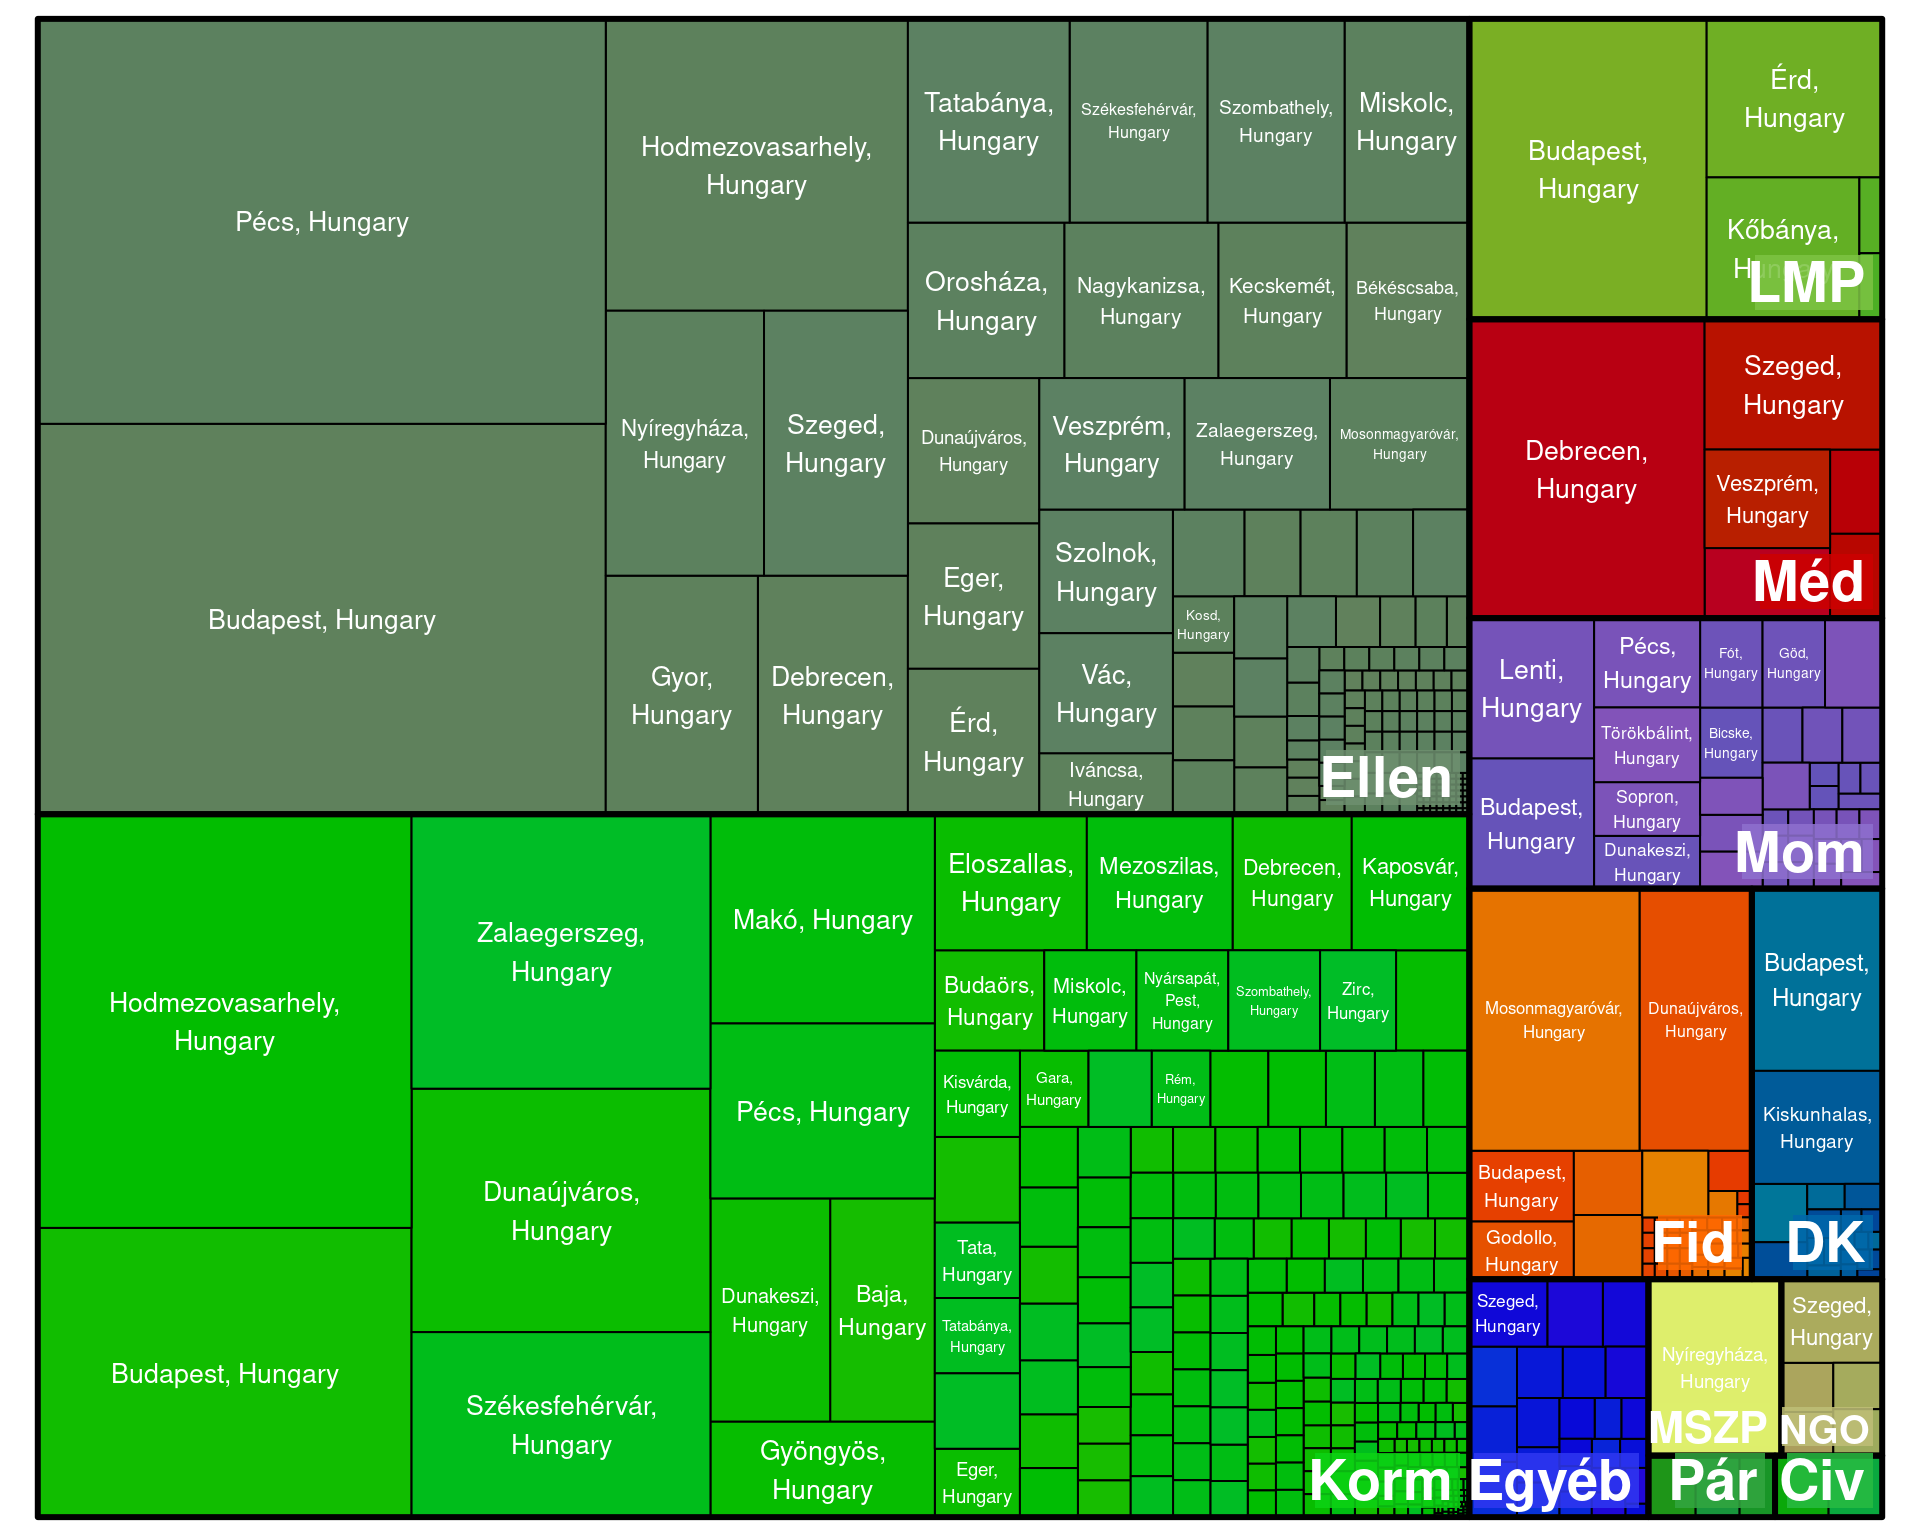 Pécs, Hungary
Budapest, Hungary
Hodmezovasarhely,
Hungary
Nyíregyháza,
Hungary
Szeged,
Hungary
Gyor,
Hungary
Debrecen,
Hungary
Tatabánya,
Hungary
Székesfehérvár,
Hungary
Szombathely,
Hungary
Miskolc,
Hungary
Orosháza,
Hungary
Nagykanizsa,
Hungary
Kecskemét,
Hungary
Békéscsaba,
Hungary
Dunaújváros,
Hungary
Veszprém,
Hungary
Zalaegerszeg,
Hungary
Mosonmagyaróvár,
Hungary
Eger,
Hungary
Szolnok,
Hungary
Kosd,
Hungary
Érd,
Hungary
Vác,
Hungary
Iváncsa,
Hungary
Ellen
Hodmezovasarhely,
Hungary
Budapest, Hungary
Zalaegerszeg,
Hungary
Dunaújváros,
Hungary
Székesfehérvár,
Hungary
Makó, Hungary
Pécs, Hungary
Dunakeszi,
Hungary
Baja,
Hungary
Gyöngyös,
Hungary
Eloszallas,
Hungary
Mezoszilas,
Hungary
Debrecen,
Hungary
Kaposvár,
Hungary
Budaörs,
Hungary
Miskolc,
Hungary
Nyársapát,
Pest,
Hungary
Szombathely,
Hungary
Zirc,
Hungary
Kisvárda,
Hungary
Gara,
Hungary
Rém,
Hungary
Tata,
Hungary
Tatabánya,
Hungary
Eger,
Hungary
Korm
Budapest,
Hungary
Érd,
Hungary
Kőbánya,
Hungary
LMP
Debrecen,
Hungary
Szeged,
Hungary
Veszprém,
Hungary
Méd
Lenti,
Hungary
Budapest,
Hungary
Pécs,
Hungary
Törökbálint,
Hungary
Sopron,
Hungary
Dunakeszi,
Hungary
Fót,
Hungary
Göd,
Hungary
Bicske,
Hungary
Mom
Mosonmagyaróvár,
Hungary
Dunaújváros,
Hungary
Budapest,
Hungary
Godollo,
Hungary
Fid
Budapest,
Hungary
Kiskunhalas,
Hungary
DK
Szeged,
Hungary
Egyéb
Nyíregyháza,
Hungary
MSZP
Szeged,
Hungary
NGO
Pár
Civ